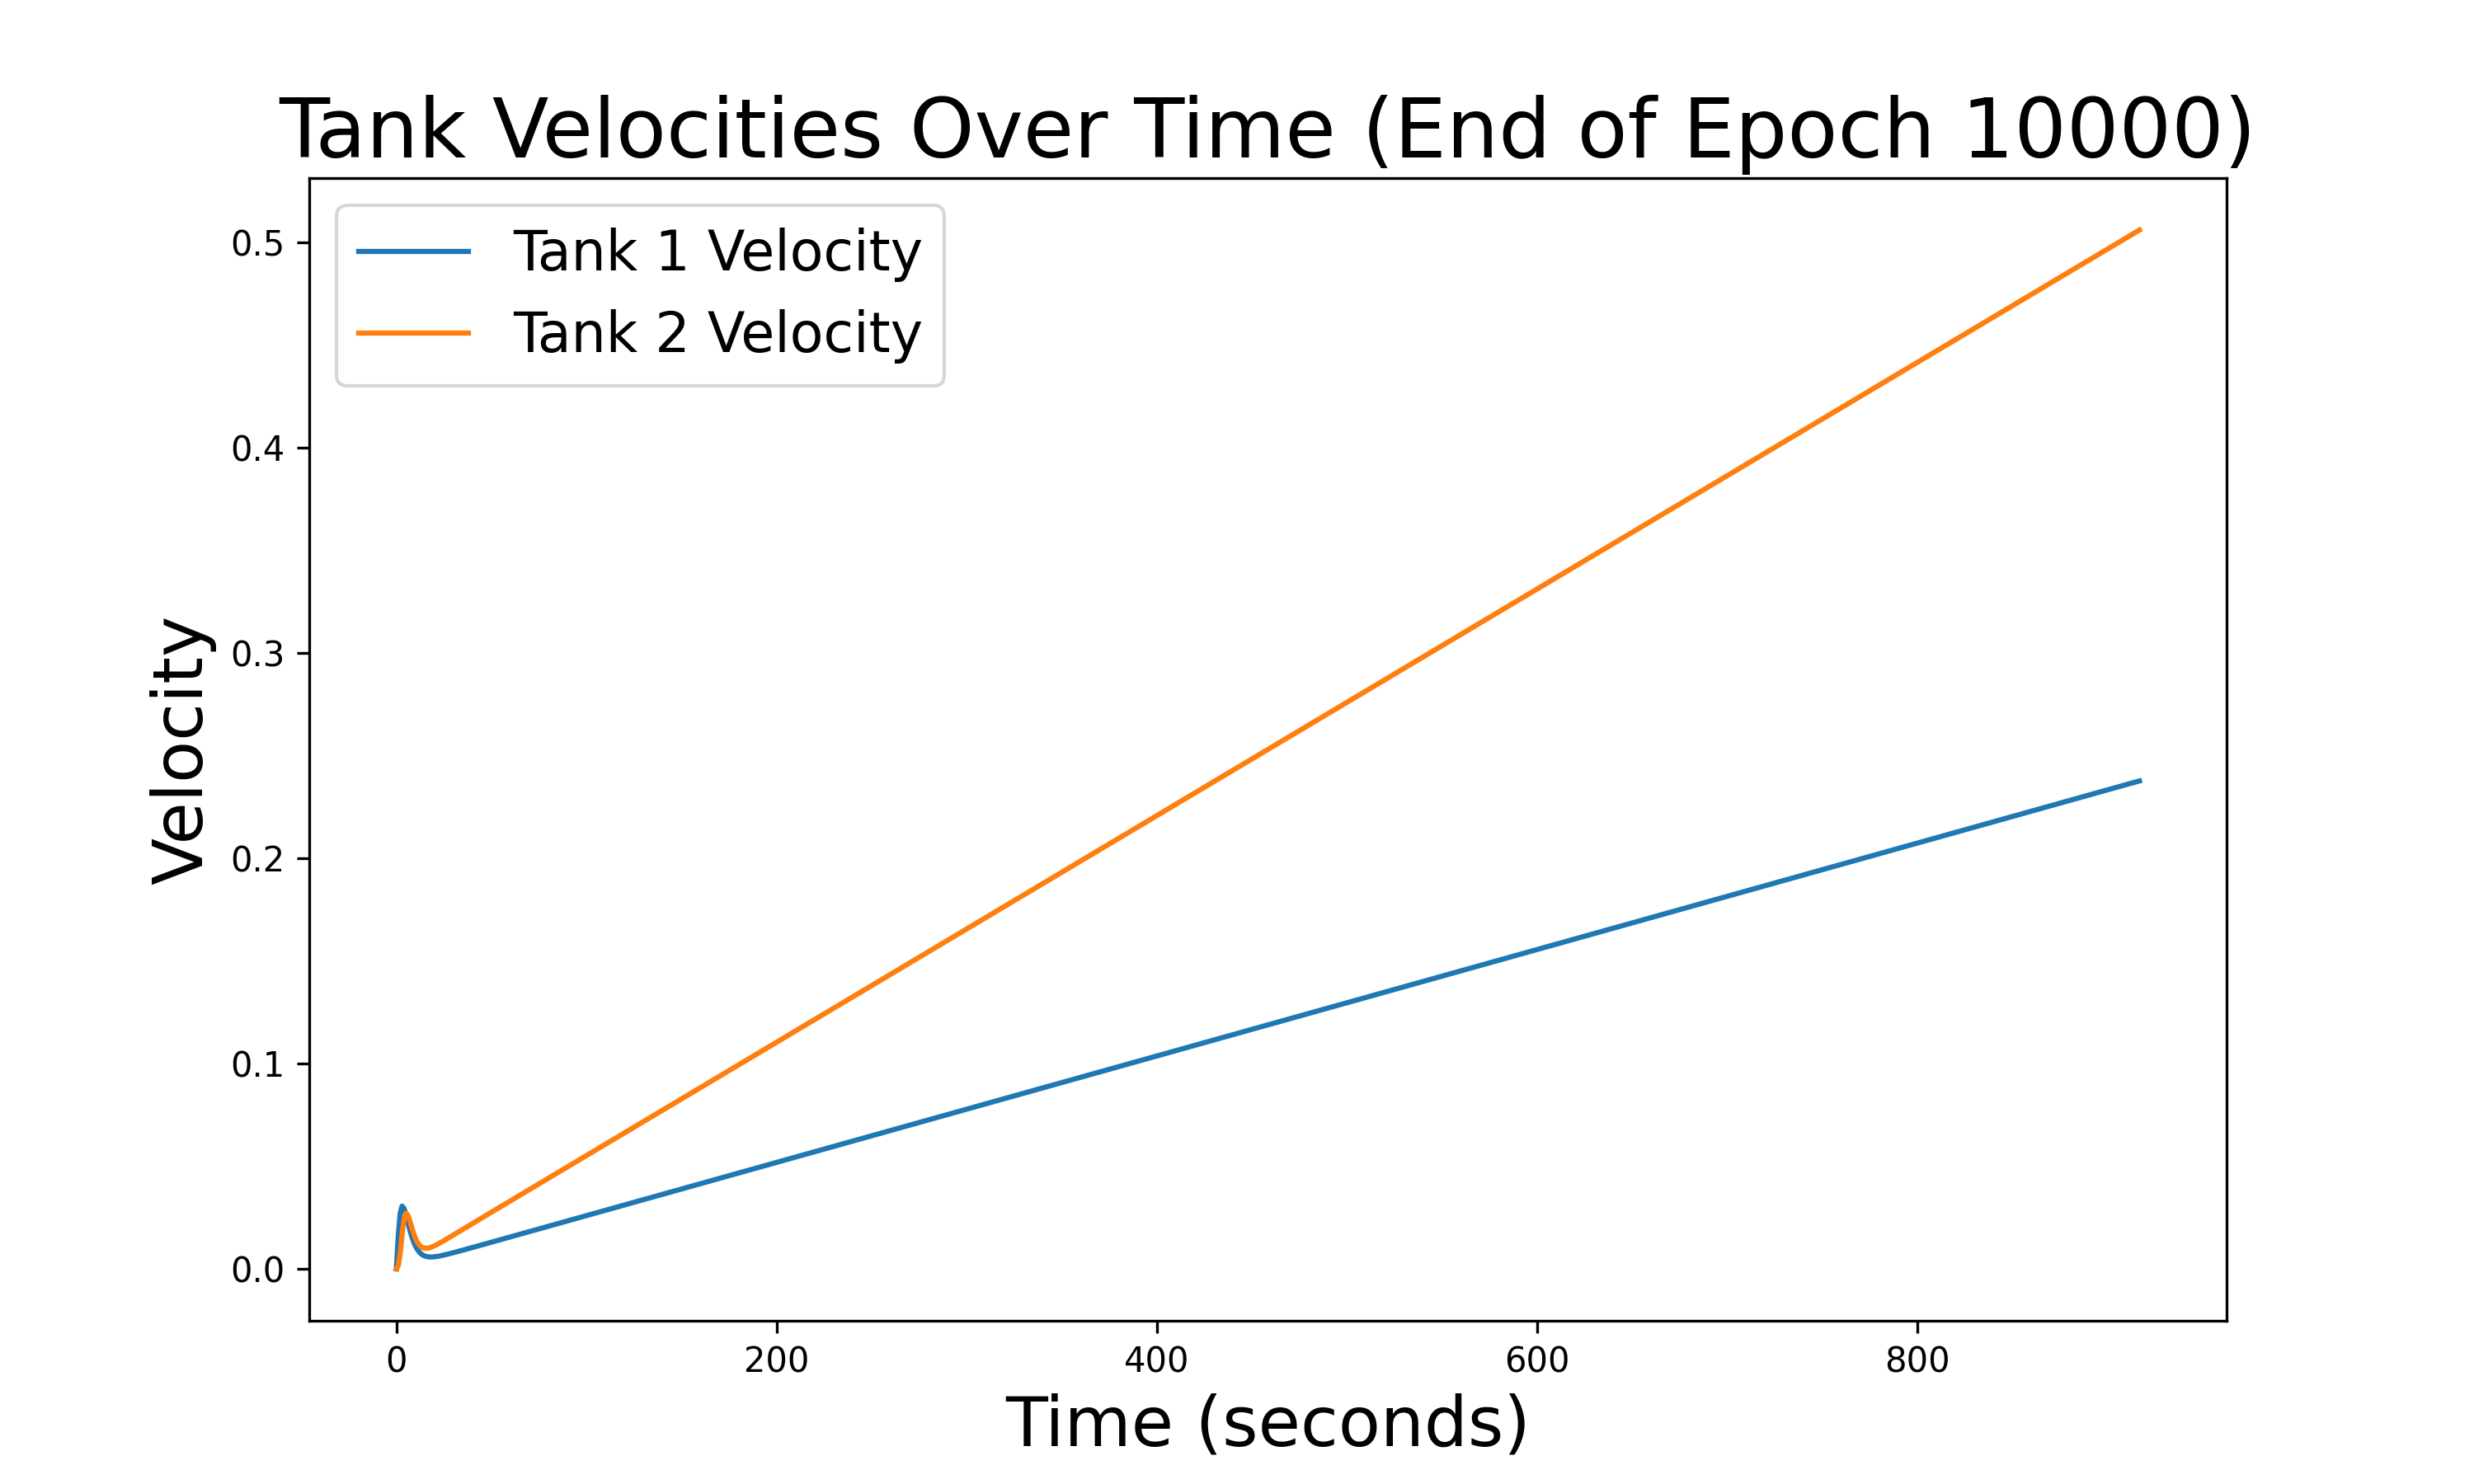 Tank Velocities Over Time (End of Epoch 10000)
Tank 1 Velocity
Tank 2 Velocity
Velocity
0.5
0.4
0.3
0.2
0.1
0.0
0 200 400 600 800
Time (seconds)